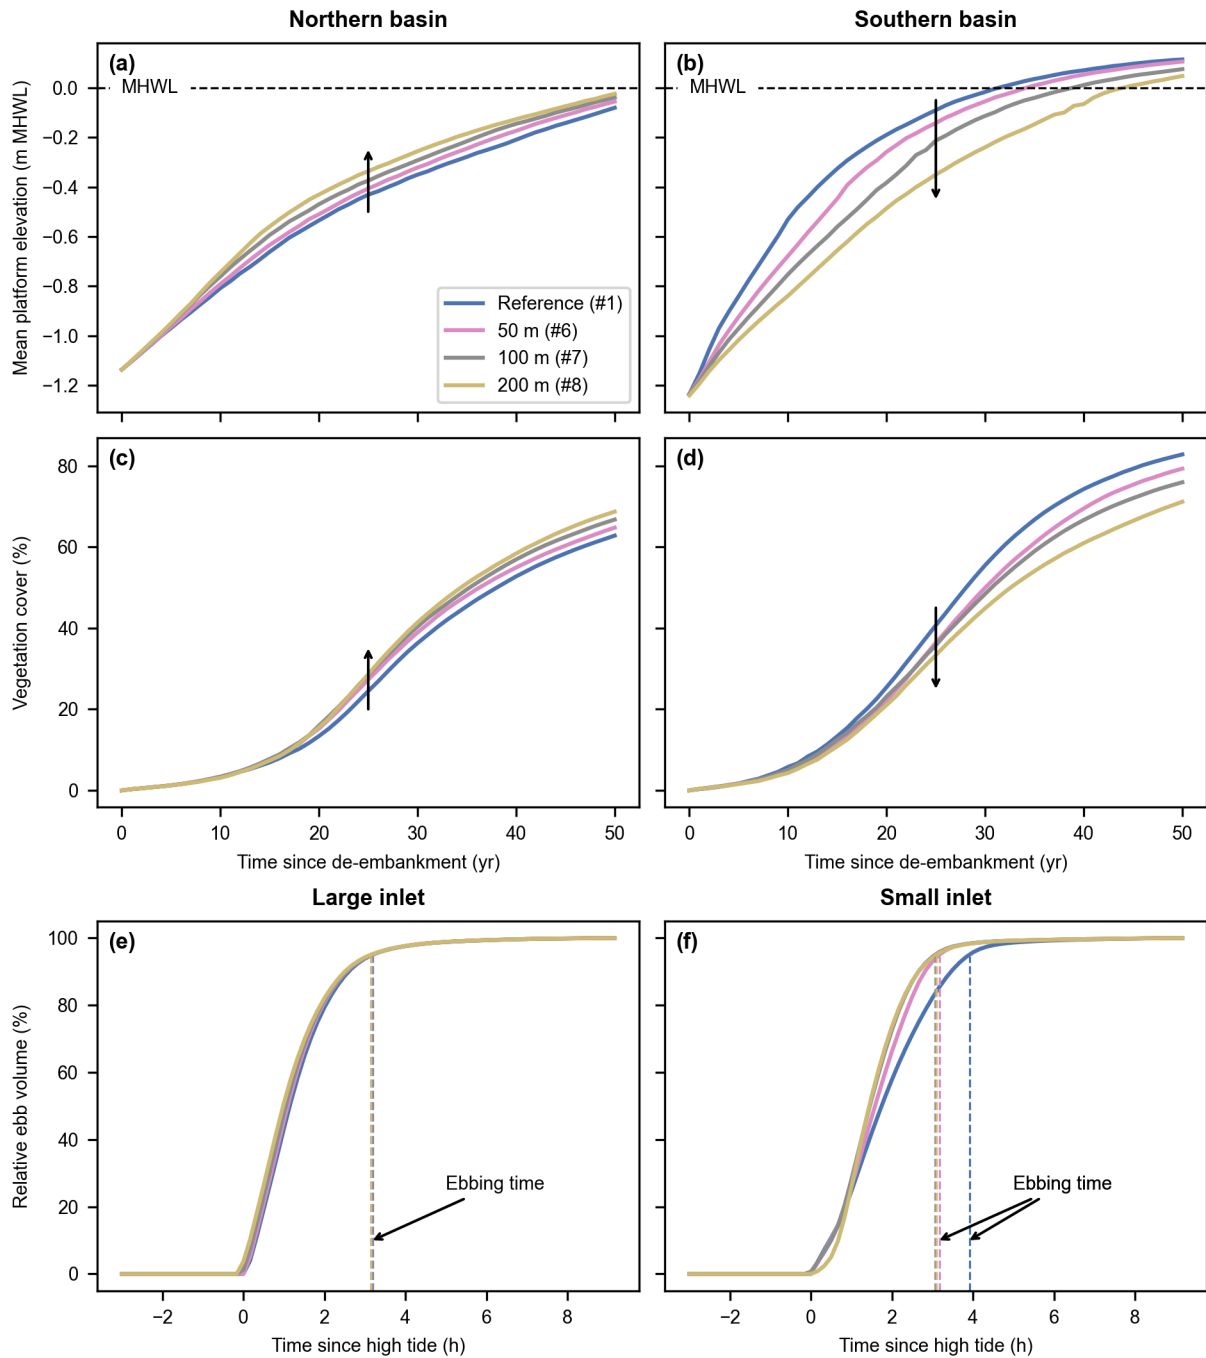 Northern basin
Southern basin
(a)
(b)
MHWL
MHWL
Mean platform elevation (m MHWL)
0.0
−0.2
−0.4
−0.6
−0.8
−1.0
−1.2
Reference (#1)
50 m (#6)
100 m (#7)
200 m (#8)
(c)
(d)
Vegetation cover (%)
80
60
40
20
0
0 10 20 30 40 50
0 10 20 30 40 50
Time since de-embankment (yr)
Time since de-embankment (yr)
Large inlet
Small inlet
(e)
(f)
Relative ebb volume (%)
100
80
60
40
20
0
Ebbing time
Ebbing time
−2 0 2 4 6 8
−2 0 2 4 6 8
Time since high tide (h)
Time since high tide (h)